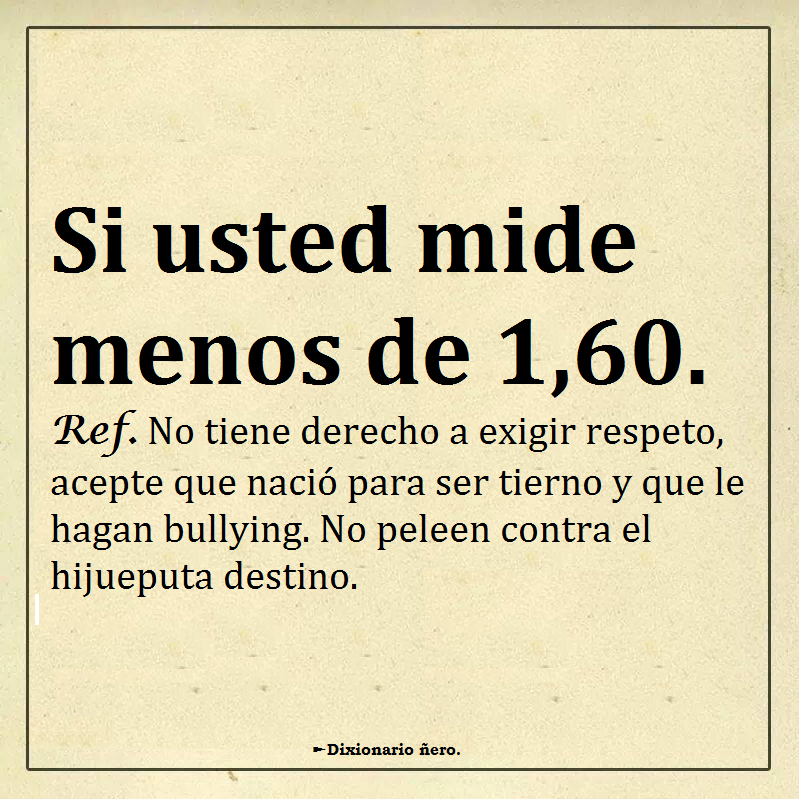 Si usted mide
menos de 1,60.
Ref. No tiene derecho a exigir respeto,
acepte que nació para ser tierno y que le
hagan bullying. No peleen contra el
hijueputa destino.
►Dixionario ñero.